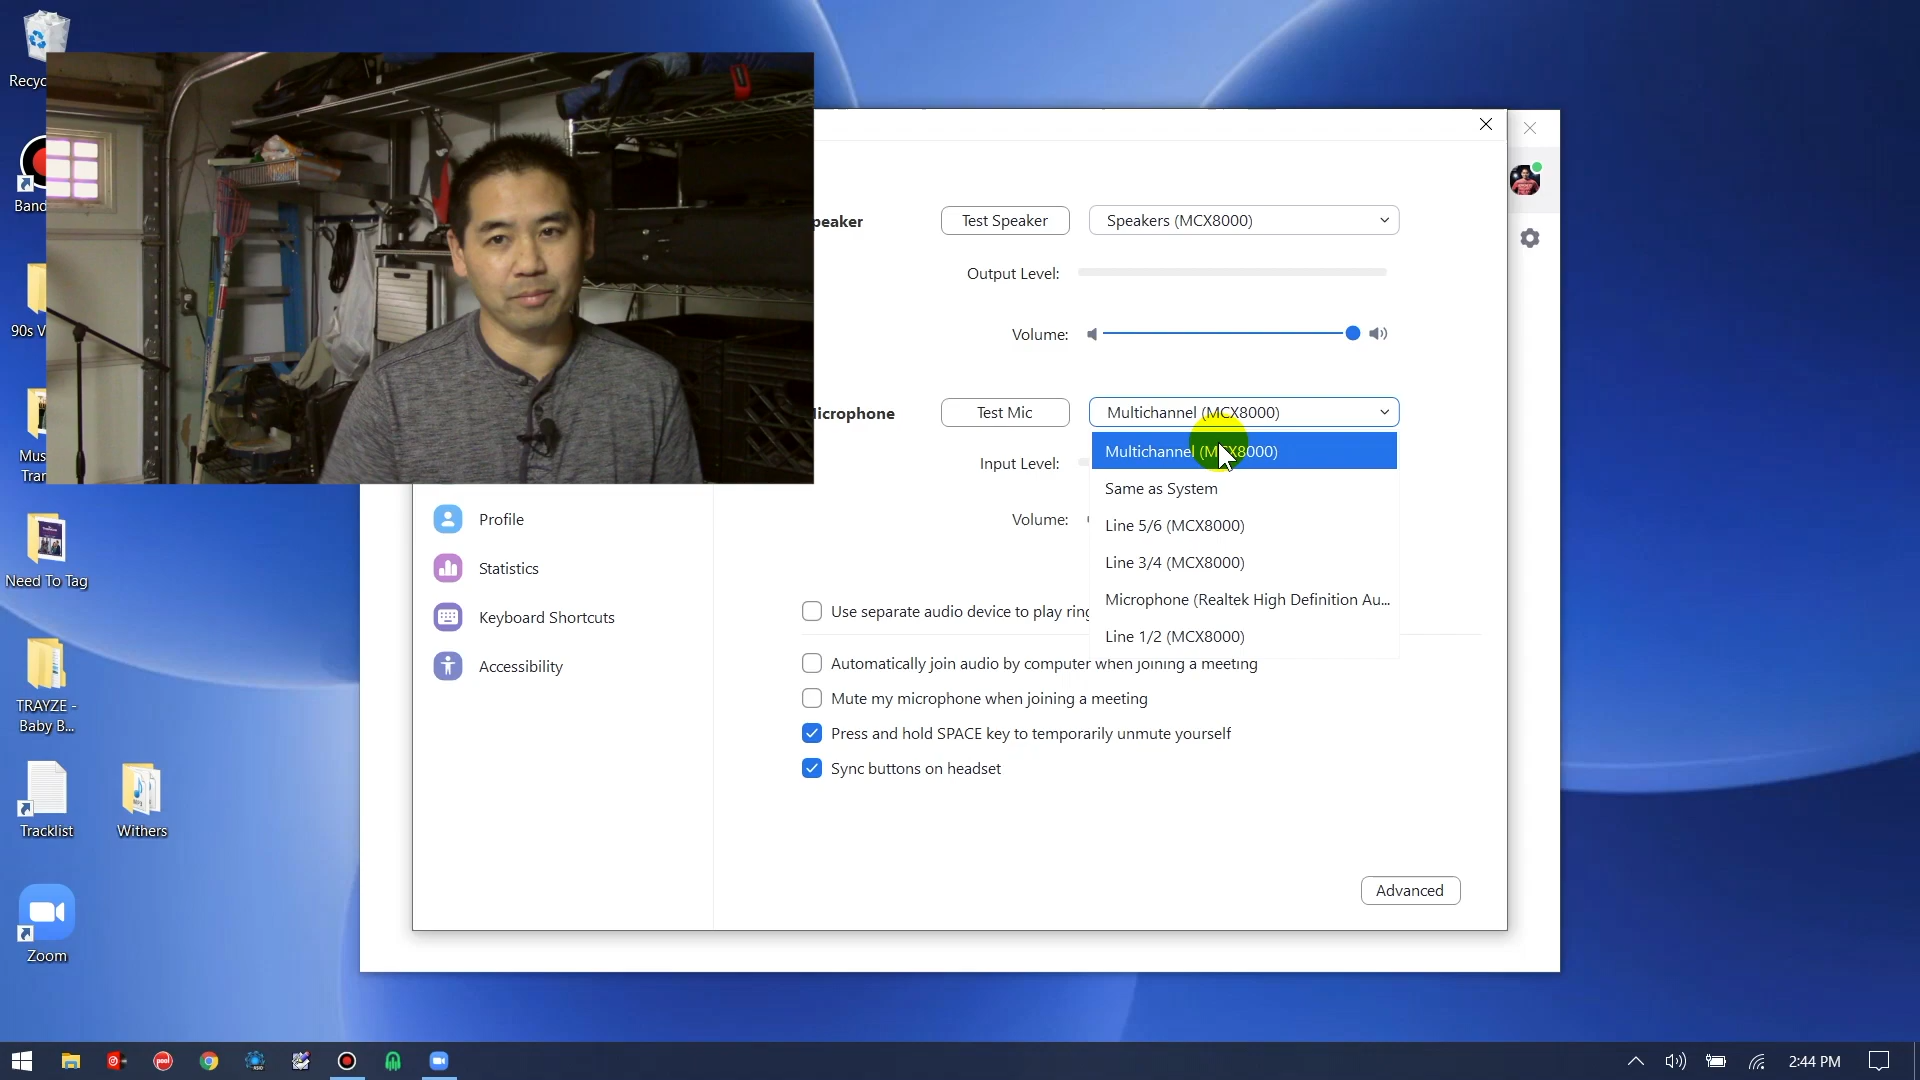 Recyc
Band
90s V
Mus
Tran
Need To Tag
TRAYZE -
Baby B...
Tracklist
Withers
Zoom
peaker
Test Speaker
Speakers (MCX8000)
Output Level:
Volume:
icrophone
Test Mic
Multichannel (MCX8000)
Input Level:
Multichannel (MCX8000)
Same as System
Volume:
Line 5/6 (MCX8000)
Line 3/4 (MCX8000)
Microphone (Realtek High Definition Au...
Line 1/2 (MCX8000)
Profile
Statistics
Keyboard Shortcuts
Accessibility
Use separate audio device to play ring
Automatically join audio by computer when joining a meeting
Mute my microphone when joining a meeting
Press and hold SPACE key to temporarily unmute yourself
Sync buttons on headset
Advanced
2:44 PM